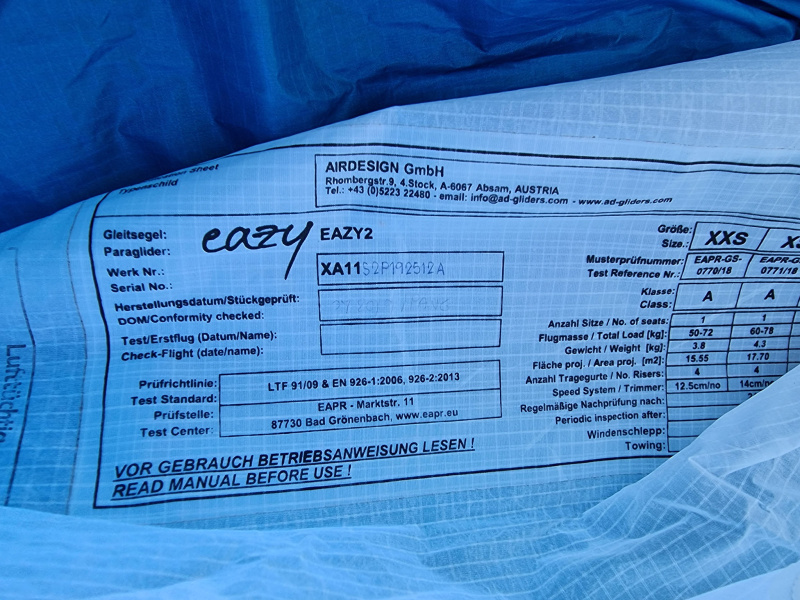 Sheet
Typenschild
AIRDESIGN GmbH
Rhombergstr.9, 4.Stock, A-6067 Absam, AUSTRIA
Tel.: +43 (0)5223 22480 - email: info@ad-gliders.com - www.ad-gliders.com
Gleitsegel:
Paraglider:
eazy EAZY2
Werk Nr.:
Serial No.:
XA11S2P192512A
Herstellungsdatum/Stückgeprüft:
DOM/Conformity checked:
Test/Erstflug (Datum/Name):
Check-Flight (date/name):
Prüfrichtlinie:
Test Standard:
LTF 91/09 & EN 926-1:2006, 926-2:2013
Prüfstelle:
Test Center:
EAPR - Marktstr. 11
87730 Bad Grönenbach, www.eapr.eu
VOR GEBRAUCH BETRIEBSANWEISUNG LESEN !
READ MANUAL BEFORE USE !
Größe:
Size.: XXS
Musterprüfnummer: EAPR-GS- EAPR-GS
Test Reference Nr.: 0770/18 0771/18
Klasse:
Class: A A
Anzahl Sitze / No. of seats: 1 1
Flugmasse / Total Load [kg]: 50-72 60-78
Gewicht / Weight [kg]: 3.8 4.3
Fläche proj. / Area proj. [m2]: 15.55 17.70
Anzahl Tragegurte / No. Risers: 4 4
Speed System / Trimmer: 12.5cm/no 14cm/no
Regelmäßige Nachprüfung nach:
Periodic inspection after:
Windenschlepp:
Towing: